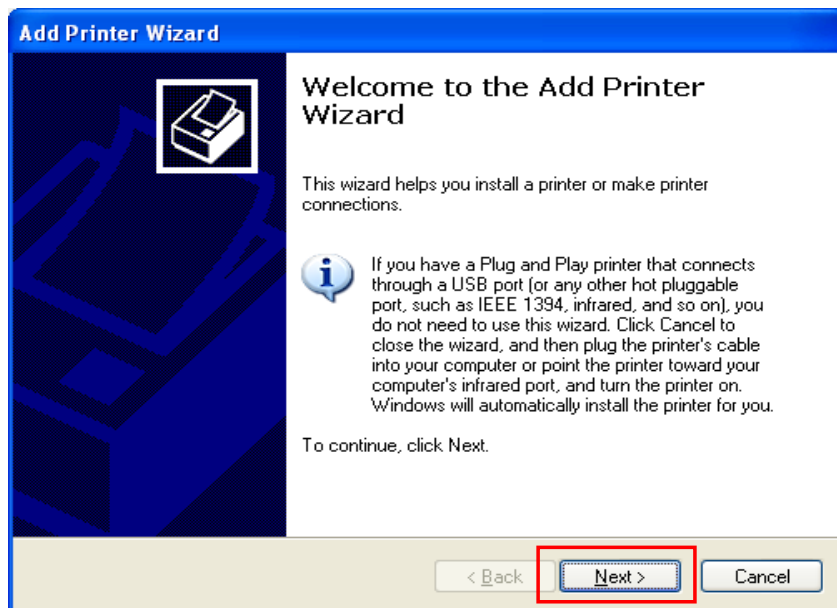 Add Printer Wizard
Welcome to the Add Printer
Wizard
This wizard helps you install a printer or make printer
connections.
If you have a Plug and Play printer that connects
through a USB port (or any other hot pluggable
port, such as IEEE 1394, infrared, and so on), you
do not need to use this wizard. Click Cancel to
close the wizard, and then plug the printer's cable
into your computer or point the printer toward your
computer's infrared port, and turn the printer on.
Windows will automatically install the printer for you.
To continue, click Next.
< Back Next > Cancel